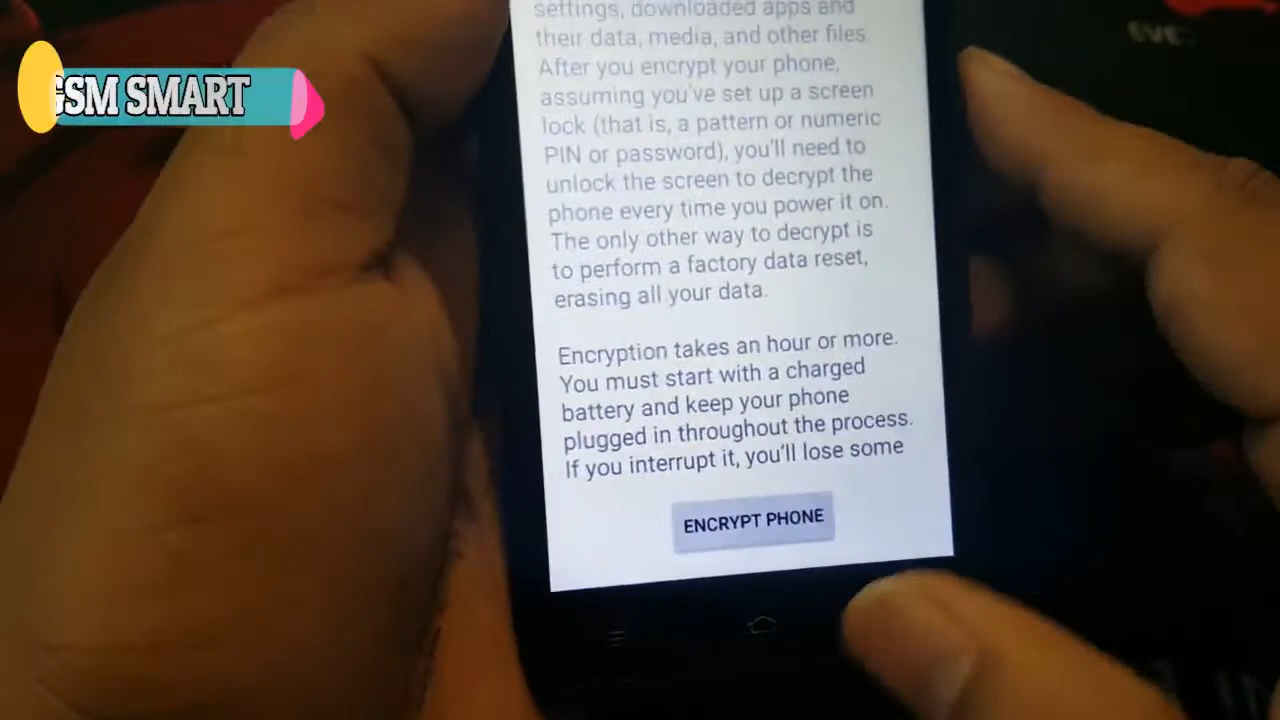 settings, downloaded apps and
their data, media, and other files.
After you encrypt your phone,
assuming you've set up a screen
lock (that is, a pattern or numeric
PIN or password), you'll need to
unlock the screen to decrypt the
phone every time you power it on.
The only other way to decrypt is
to perform a factory data reset,
erasing all your data.
Encryption takes an hour or more.
You must start with a charged
battery and keep your phone
plugged in throughout the process.
If you interrupt it, you'll lose some
ENCRYPT PHONE
GSM SMART